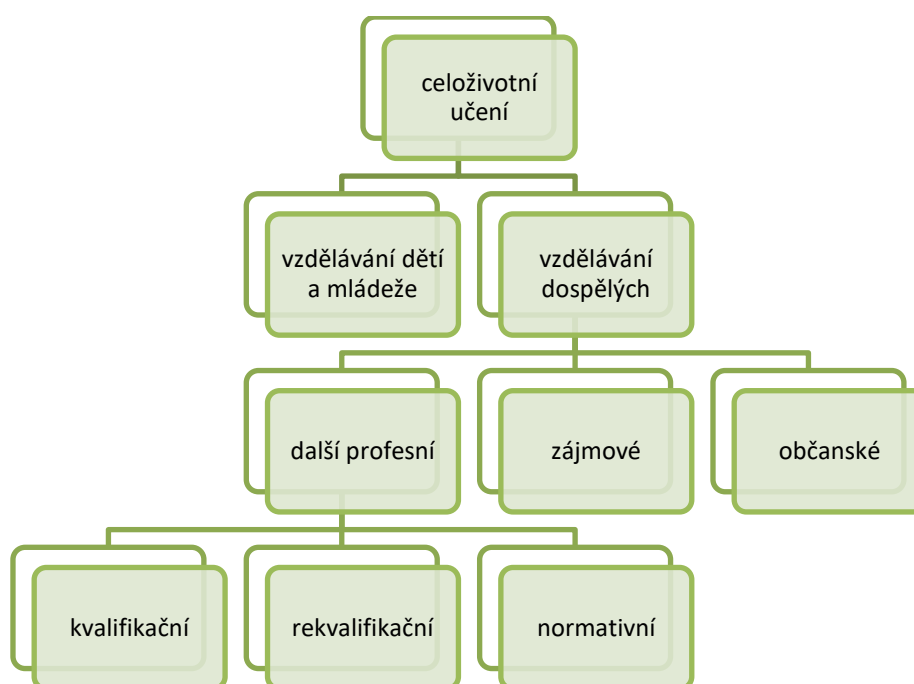 celoživotní
učení
vzdělávání dětí
a mládeže
vzdělávání
dospělých
další profesní
zájmové
občanské
kvalifikační
rekvalifikační
normativní